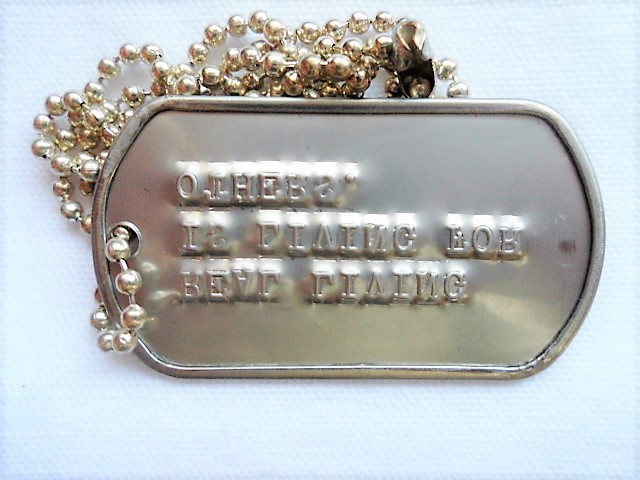 REAL LIVING
IS LIVING FOR
OTHERS.